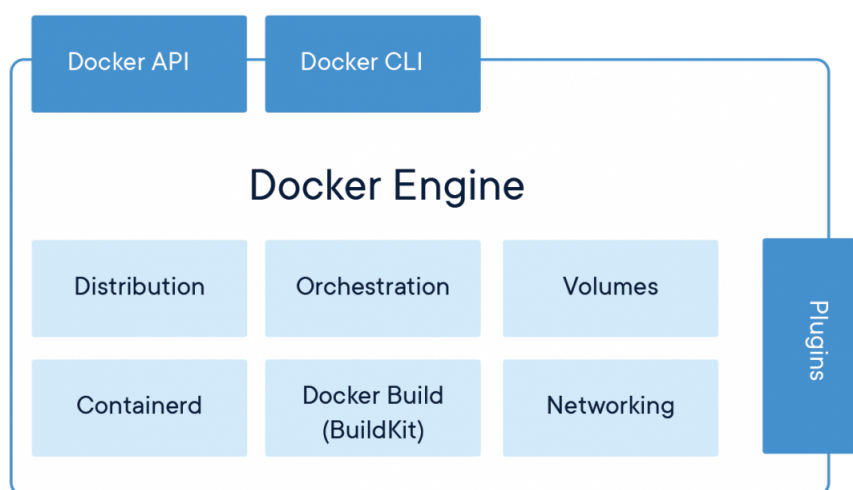 Docker API
Docker CLI
Docker Engine
Distribution
Orchestration
Volumes
Plugins
Containerd
Docker Build
(BuildKit)
Networking